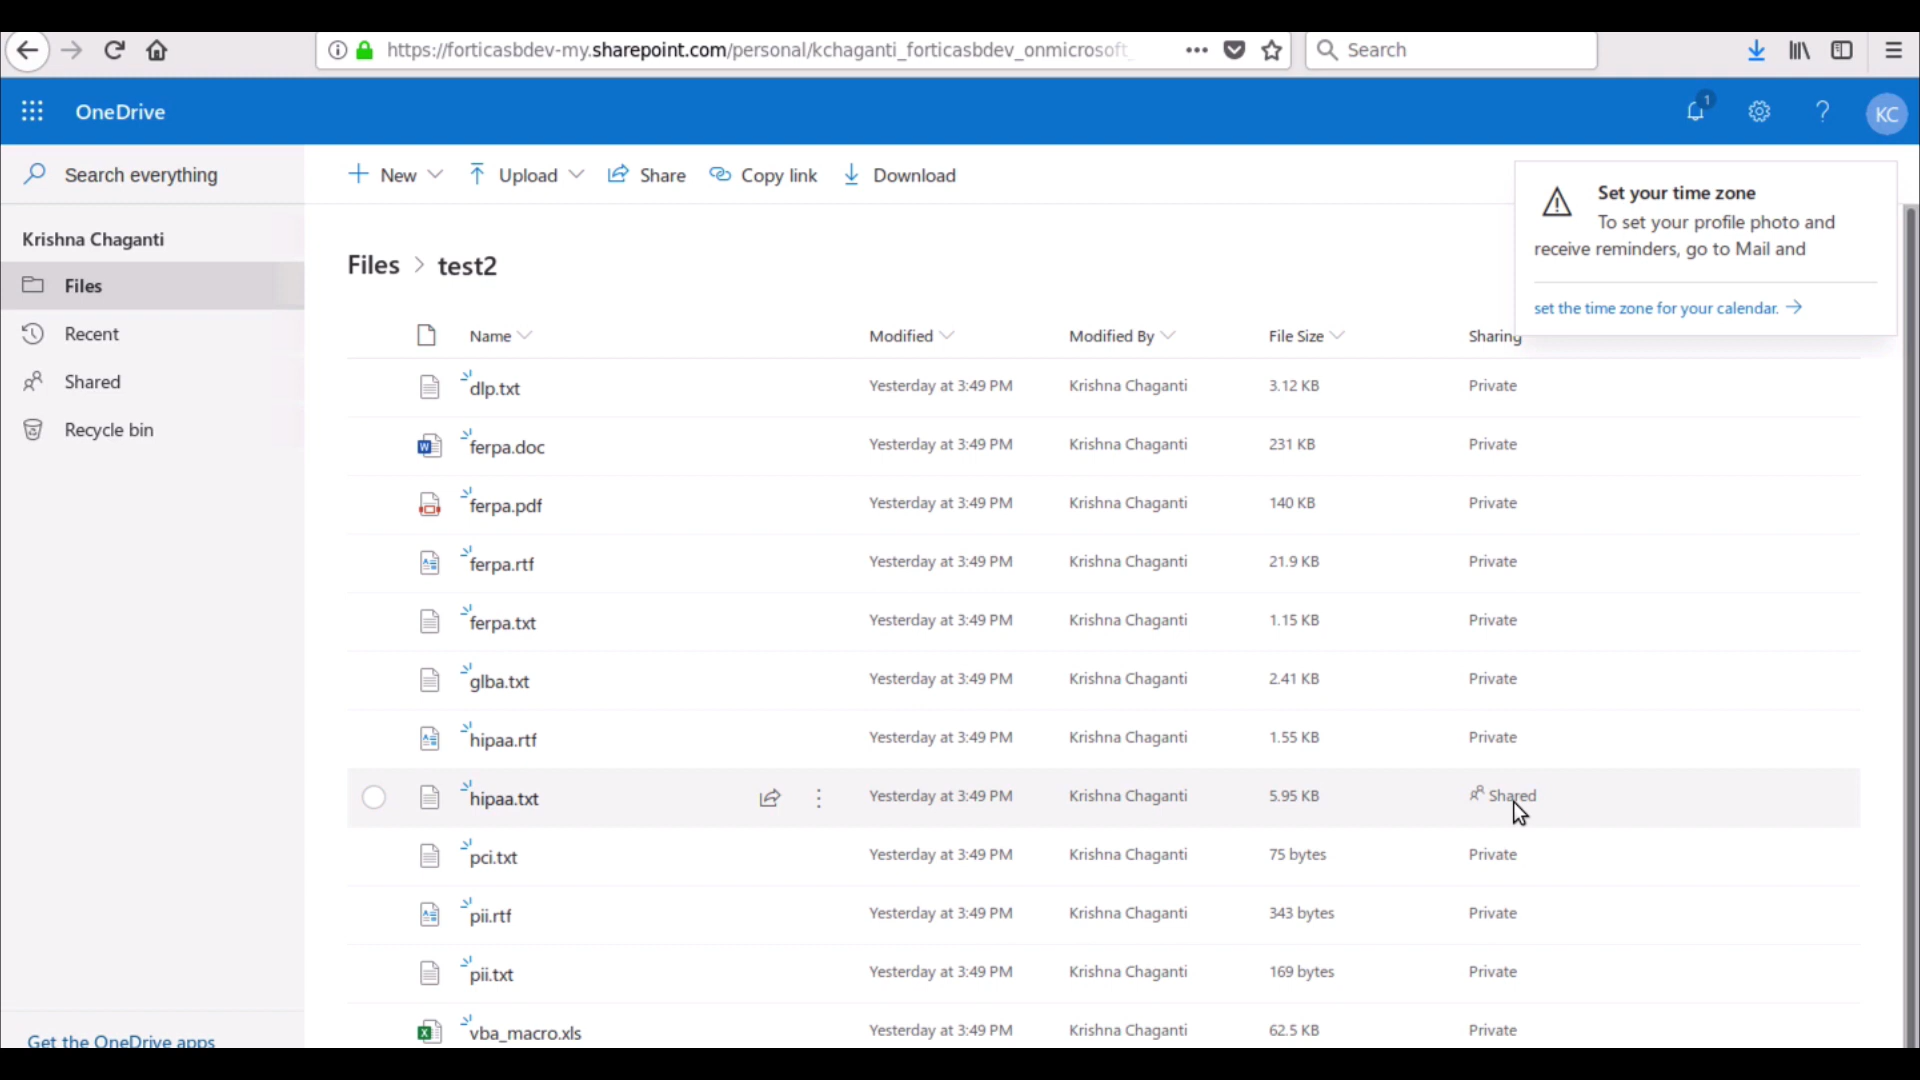 https://forticasbdev-my.sharepoint.com/personal/kchaganti_forticasbdev_onmicrosoft
Search
OneDrive
1
KC
Search everything
New
Upload
Share
Copy link
Download
Set your time zone
To set your profile photo and
receive reminders, go to Mail and
set the time zone for your calendar.
Krishna Chaganti
Files
Recent
Shared
Recycle bin
Get the OneDrive apps
Files > test2
Name Modified Modified By File Size Sharing
dlp.txt Yesterday at 3:49 PM Krishna Chaganti 3.12 KB Private
ferpa.doc Yesterday at 3:49 PM Krishna Chaganti 231 KB Private
ferpa.pdf Yesterday at 3:49 PM Krishna Chaganti 140 KB Private
ferpa.rtf Yesterday at 3:49 PM Krishna Chaganti 21.9 KB Private
ferpa.txt Yesterday at 3:49 PM Krishna Chaganti 1.15 KB Private
glba.txt Yesterday at 3:49 PM Krishna Chaganti 2.41 KB Private
hipaa.rtf Yesterday at 3:49 PM Krishna Chaganti 1.55 KB Private
hipaa.txt Yesterday at 3:49 PM Krishna Chaganti 5.95 KB Shared
pci.txt Yesterday at 3:49 PM Krishna Chaganti 75 bytes Private
pii.rtf Yesterday at 3:49 PM Krishna Chaganti 343 bytes Private
pii.txt Yesterday at 3:49 PM Krishna Chaganti 169 bytes Private
vba_macro.xls Yesterday at 3:49 PM Krishna Chaganti 62.5 KB Private